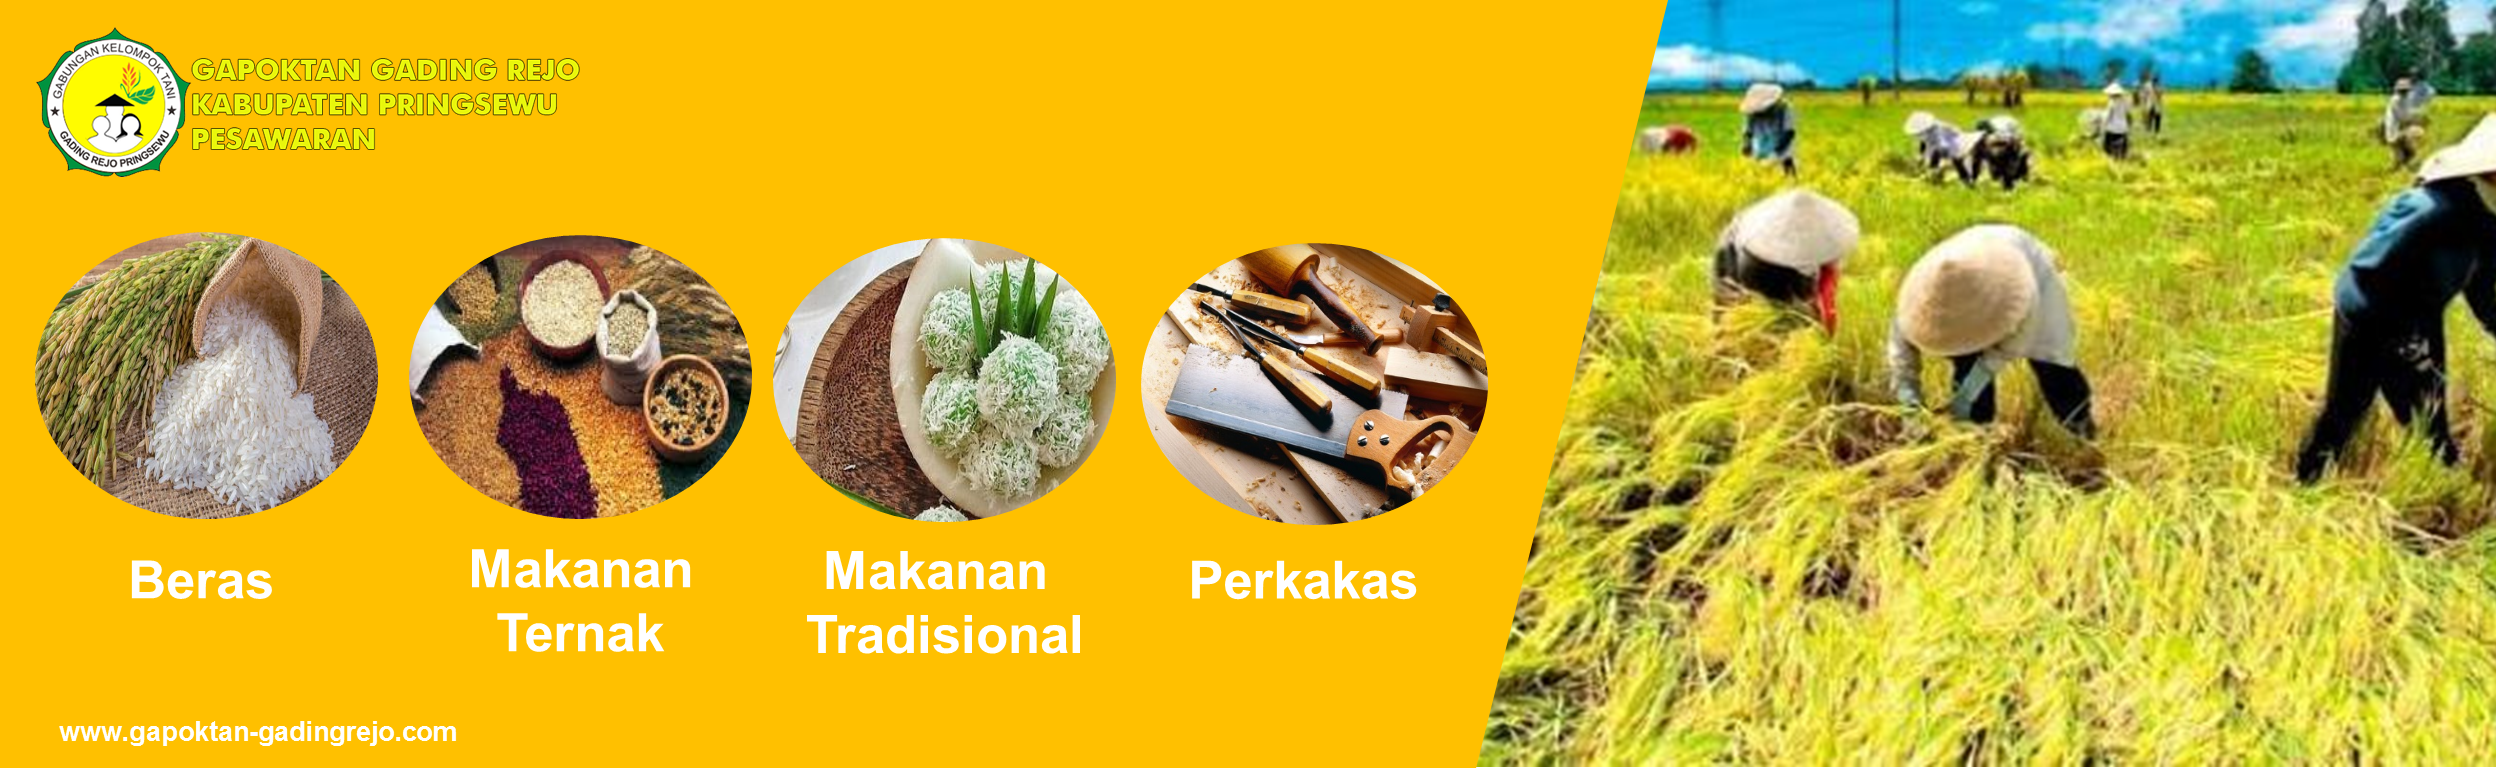 GABUNGAN KELOMPOK TANI
GADING REJO PRINGSEWU
GAPOKTAN GADING REJO
KABUPATEN PRINGSEWU
PESAWARAN
Beras
Makanan
Ternak
Makanan
Tradisional
Perkakas
www.gapoktan-gadingrejo.com